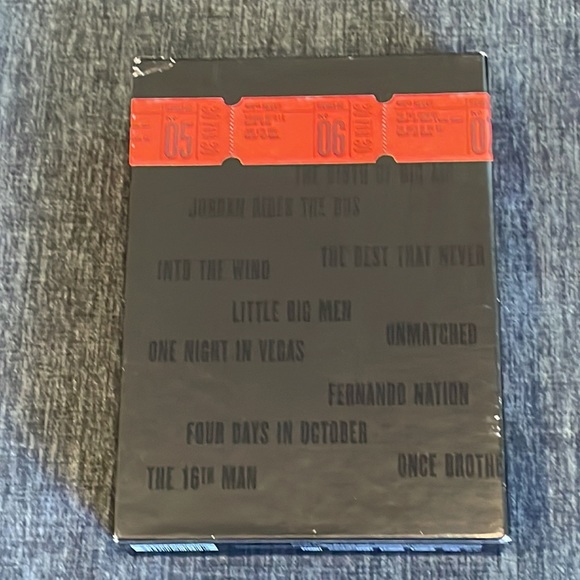 05
06
THE BIRTH OF BIG AIR
JORDAN RIDES THE BUS
THE BEST THAT NEVER
INTO THE WIND
LITTLE BIG MEN
UNMATCHED
ONE NIGHT IN VEGAS
FERNANDO NATION
FOUR DAYS IN OCTOBER
ONCE BROTHE
THE 16TH MAN